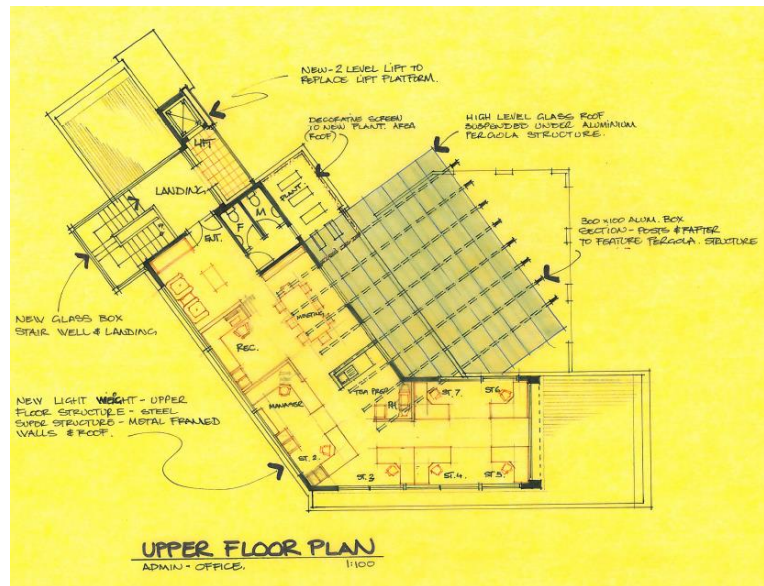 NEW - 2 LEVEL LIFT TO
REPLACE LIFT PLATFORM.
DECORATIVE SCREEN
TO NEW PLANT AREA
(ROOF)
HIGH LEVEL GLASS ROOF
SUSPENDED UNDER ALUMINIUM
PERGOLA STRUCTURE.
300 x100 ALUM. BOX
SECTION - POSTS & RAFTER
TO FEATURE PERGOLA STRUCTURE
LIFT
LANDING
PLANT
F
M
ENT.
NEW GLASS BOX
STAIR WELL & LANDING
MEETING
REC.
TEA PREP
MANAGER
ST. 7.
ST 6.
ST. 2.
ST. 3
ST. 4.
ST 5.
NEW LIGHT WEIGHT - UPPER
FLOOR STRUCTURE - STEEL
SUPER STRUCTURE - METAL FRAMED
WALLS & ROOF.
UPPER FLOOR PLAN
ADMIN - OFFICE.
1:100